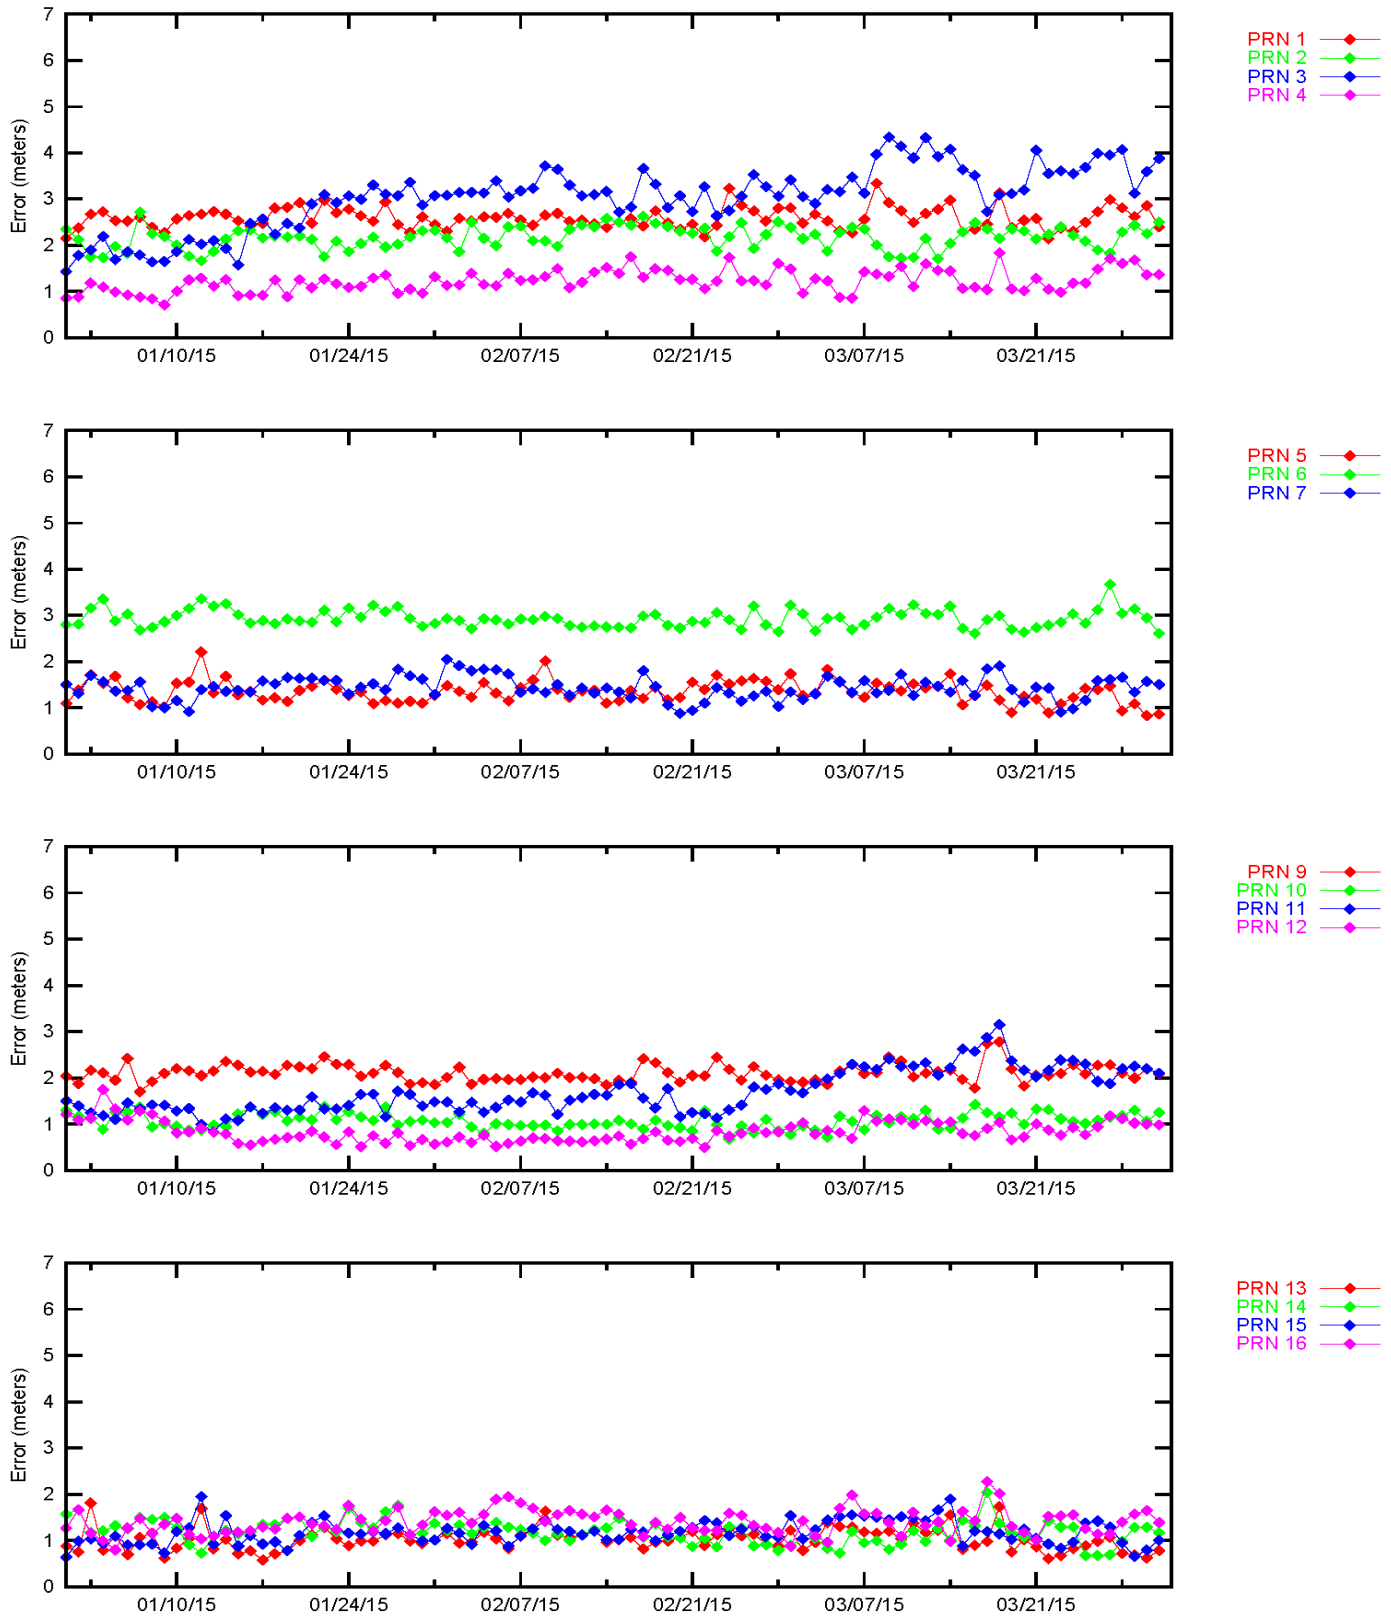 7
PRN 1
6
PRN 2
PRN 3
5
PRN 4
4
3
2
1
0
Error (meters)
01/10/15 01/24/15 02/07/15 02/21/15 03/07/15 03/21/15
7
PRN 5
6
PRN 6
PRN 7
5
4
3
2
1
0
Error (meters)
01/10/15 01/24/15 02/07/15 02/21/15 03/07/15 03/21/15
7
PRN 9
6
PRN 10
PRN 11
5
PRN 12
4
3
2
1
0
Error (meters)
01/10/15 01/24/15 02/07/15 02/21/15 03/07/15 03/21/15
7
PRN 13
6
PRN 14
PRN 15
5
PRN 16
4
3
2
1
0
Error (meters)
01/10/15 01/24/15 02/07/15 02/21/15 03/07/15 03/21/15